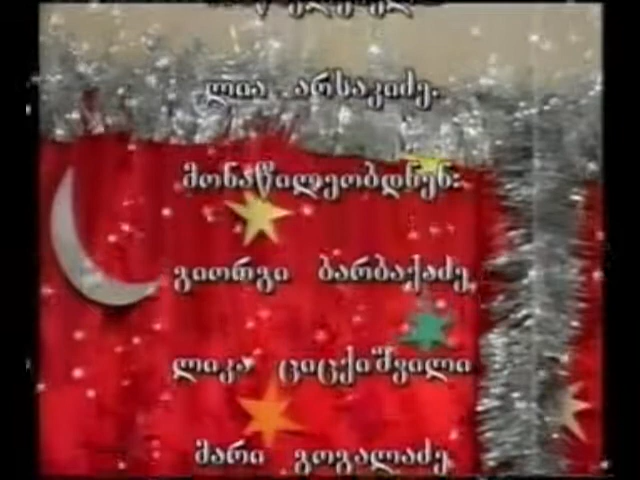 ლია არსაკიძე.
მონაწილეობდნენ:
გიორგი ბარბაქაძე
ლიკა ციცქიშვილი
მარი გოგალაძე